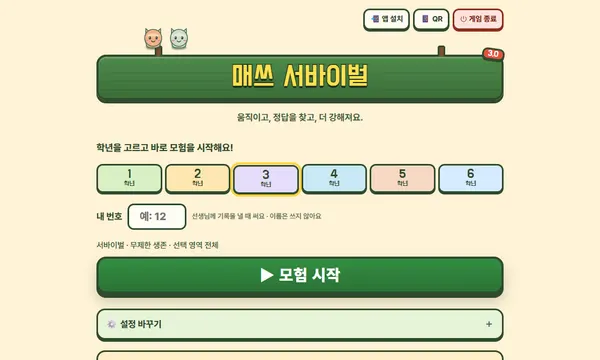 앱 설치
QR
게임 종료
3.0
매쓰 서바이벌
움직이고, 정답을 찾고, 더 강해져요.
학년을 고르고 바로 모험을 시작해요!
1 학년
2 학년
3 학년
4 학년
5 학년
6 학년
내 번호
예: 12
선생님께 기록을 낼 때 써요 · 이름은 쓰지 않아요
서바이벌 · 무제한 생존 · 선택 영역 전체
▶ 모험 시작
설정 바꾸기
+